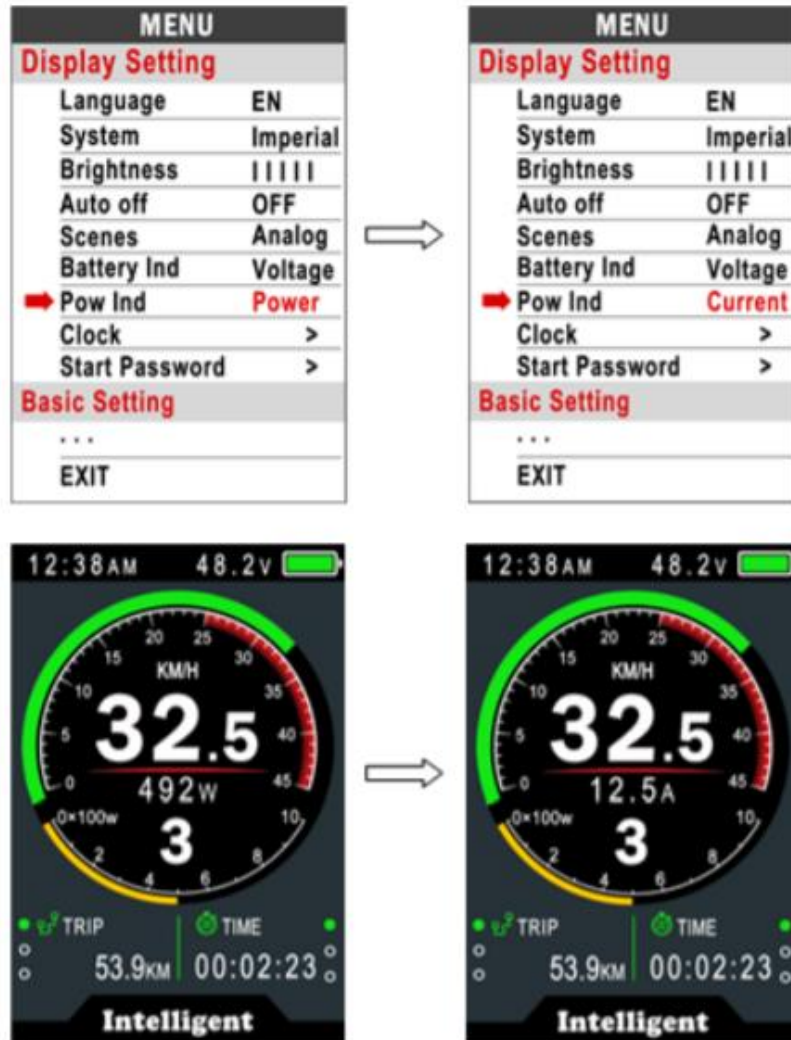 MENU
Display Setting
Language EN
System Imperial
Brightness | | | | |
Auto off OFF
Scenes Analog
Battery Ind Voltage
Pow Ind Power
Clock >
Start Password >
Basic Setting
...
EXIT
MENU
Display Setting
Language EN
System Imperial
Brightness | | | | |
Auto off OFF
Scenes Analog
Battery Ind Voltage
Pow Ind Current
Clock >
Start Password >
Basic Setting
...
EXIT
12:38AM 48.2V
0 5 10 15 20 25 30 35 40 45
KM/H
32.5
492W
0×100w 2 4 6 8 10
3
TRIP TIME
53.9KM 00:02:23
Intelligent
12:38AM 48.2V
0 5 10 15 20 25 30 35 40 45
KM/H
32.5
12.5A
0×100w 2 4 6 8 10
3
TRIP TIME
53.9KM 00:02:23
Intelligent